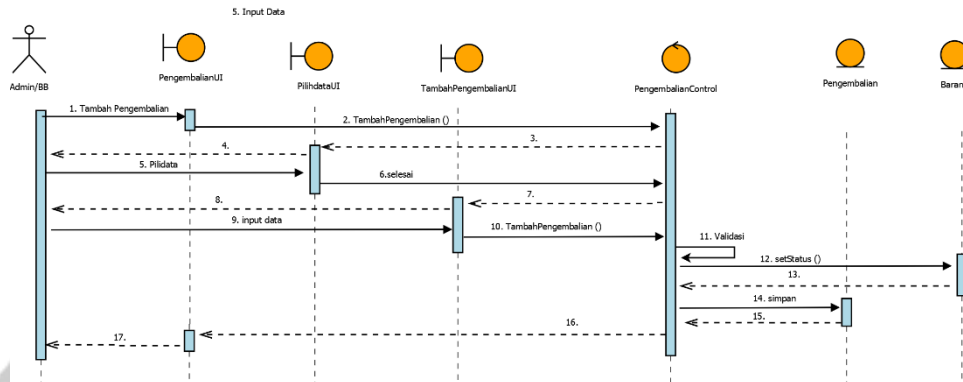 5. Input Data
Admin/BB
PengembalianUI
PilihdataUI
TambahPengembalianUI
PengembalianControl
Pengembalian
Baran
1. Tambah Pengembalian
2. TambahPengembalian ()
3.
4.
5. Pilidata
6.selesai
7.
8.
9. input data
10. TambahPengembalian ()
11. Validasi
12. setStatus ()
13.
14. simpan
15.
16.
17.